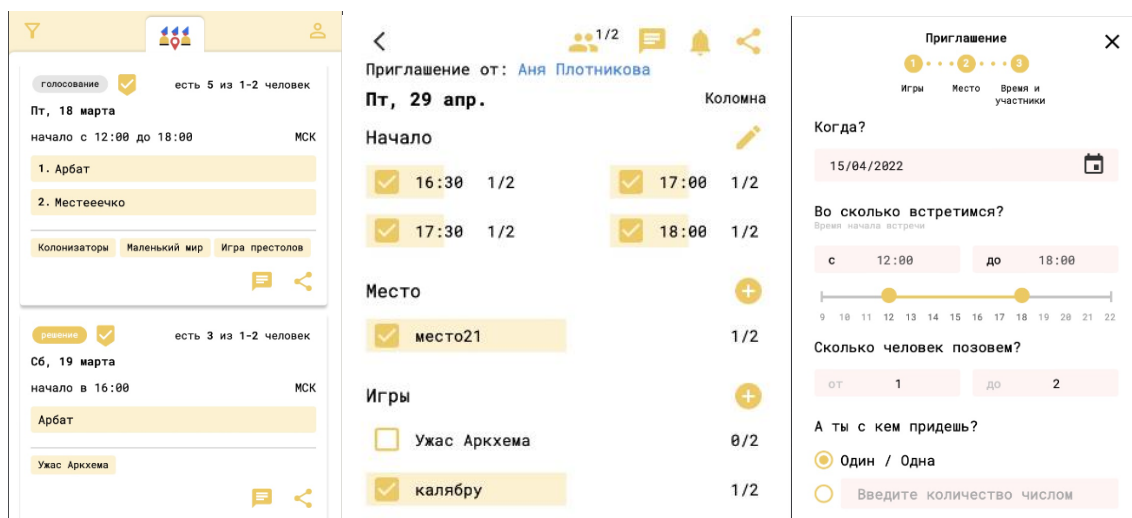 голосование
есть 5 из 1-2 человек
Пт, 18 марта
начало с 12:00 до 18:00
МСК
1. Арбат
2. Местееечко
Колонизаторы Маленький мир Игра престолов
решение
есть 3 из 1-2 человек
Сб, 19 марта
начало в 16:00
МСК
Арбат
Ужас Аркхема
1/2
Приглашение от: Аня Плотникова
Пт, 29 апр.
Коломна
Начало
16:30 1/2
17:00 1/2
17:30 1/2
18:00 1/2
Место
место21 1/2
Игры
Ужас Аркхема 0/2
калябру 1/2
Приглашение
1 2 3
Игры
Место
Время и
участники
Когда?
15/04/2022
Во сколько встретимся?
Время начала встречи
с 12:00
до 18:00
9 10 11 12 13 14 15 16 17 18 19 20 21 22
Сколько человек позовем?
от 1
до 2
А ты с кем придешь?
Один / Одна
Введите количество числом